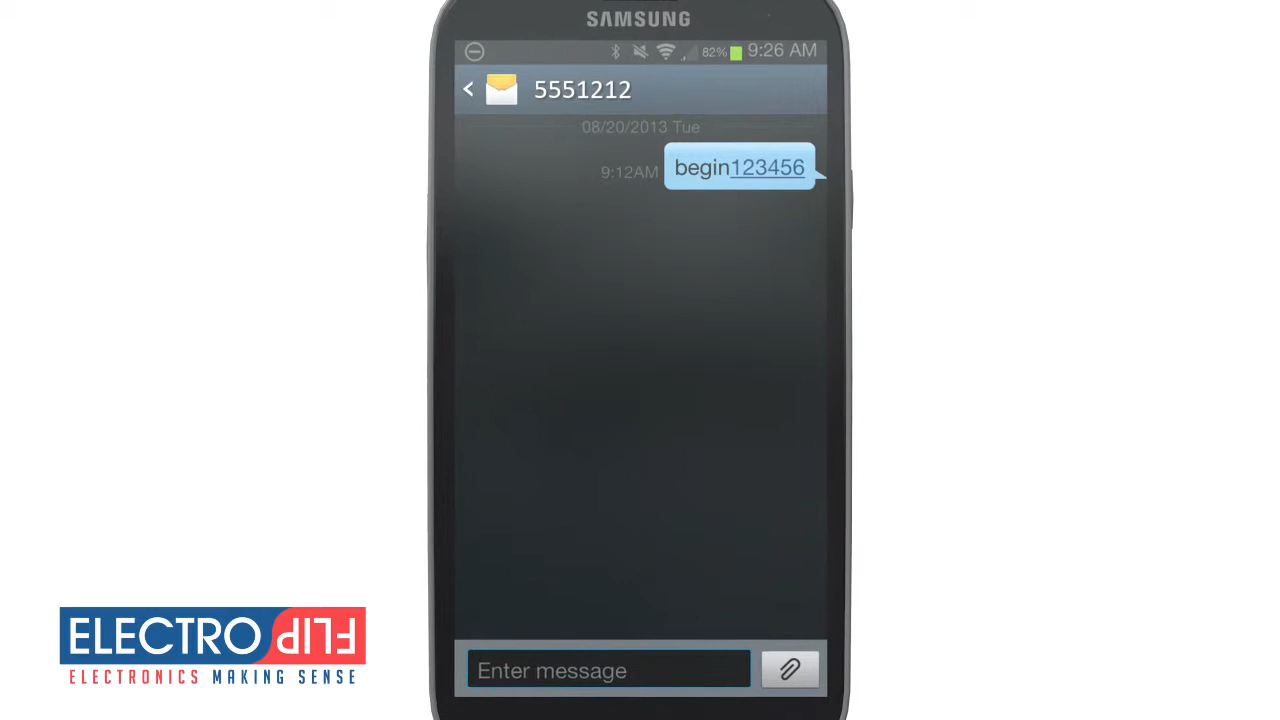 SAMSUNG
82% 9:26 AM
< 5551212
08/20/2013 Tue
9:12AM begin123456
Enter message
ELECTRO FLIP
ELECTRONICS MAKING SENSE